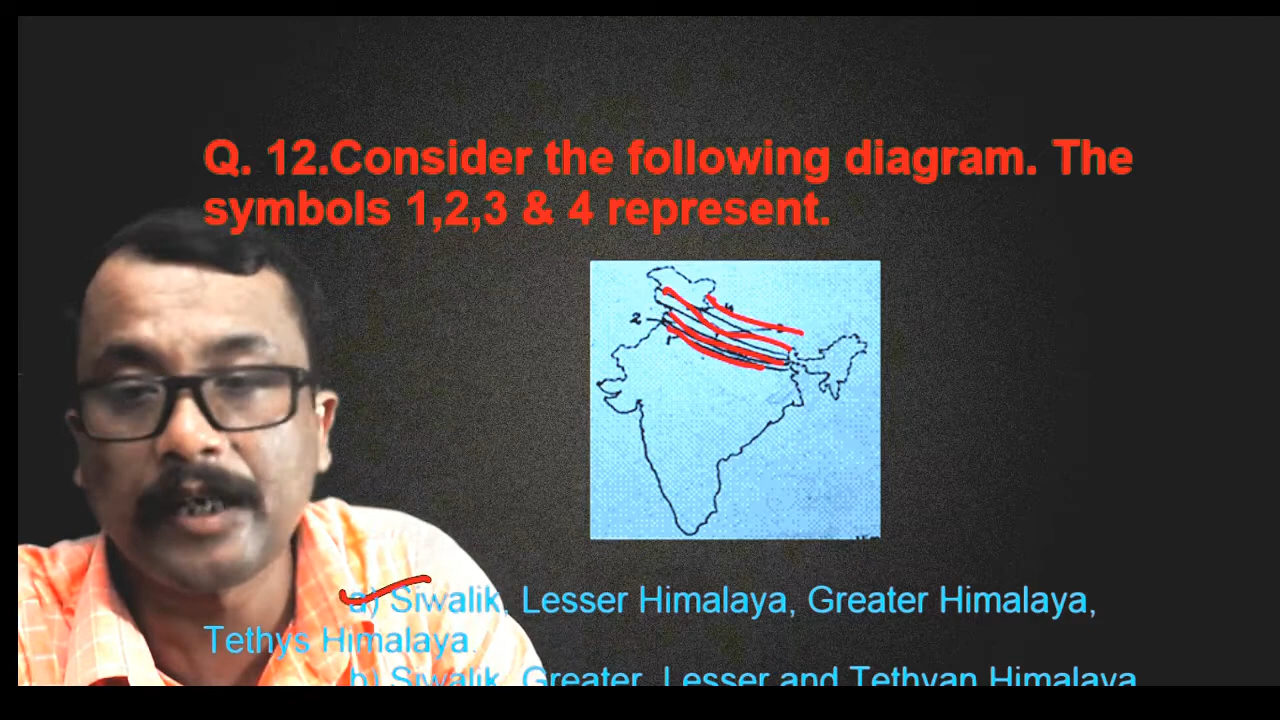 Q. 12.Consider the following diagram. The
symbols 1,2,3 & 4 represent.
4
2
a) Siwalik, Lesser Himalaya, Greater Himalaya,
Tethys Himalaya.
b) Siwalik, Greater, Lesser and Tethyan Himalaya